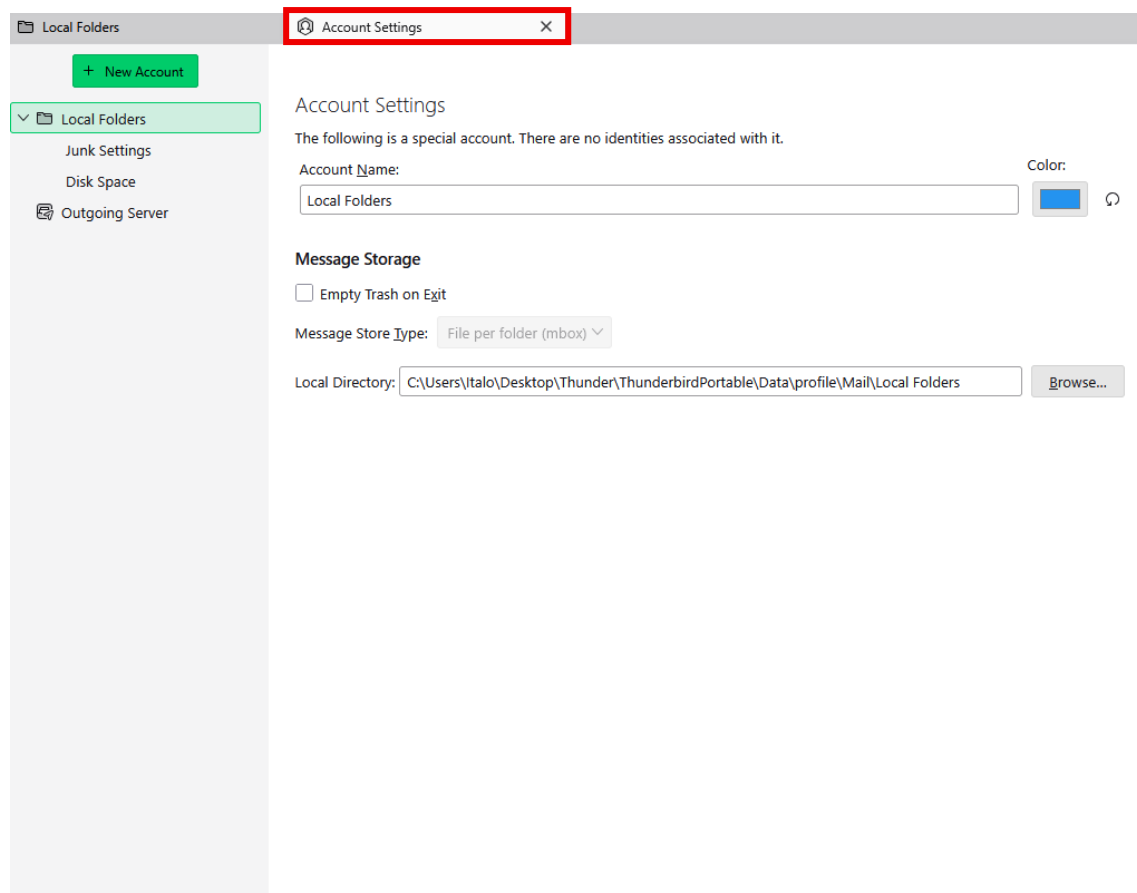 Local Folders
Account Settings
+ New Account
Local Folders
Junk Settings
Disk Space
Outgoing Server
Account Settings
The following is a special account. There are no identities associated with it.
Account Name:
Color:
Local Folders
Message Storage
Empty Trash on Exit
Message Store Type: File per folder (mbox)
Local Directory: C:\Users\Italo\Desktop\Thunder\ThunderbirdPortable\Data\profile\Mail\Local Folders Browse...